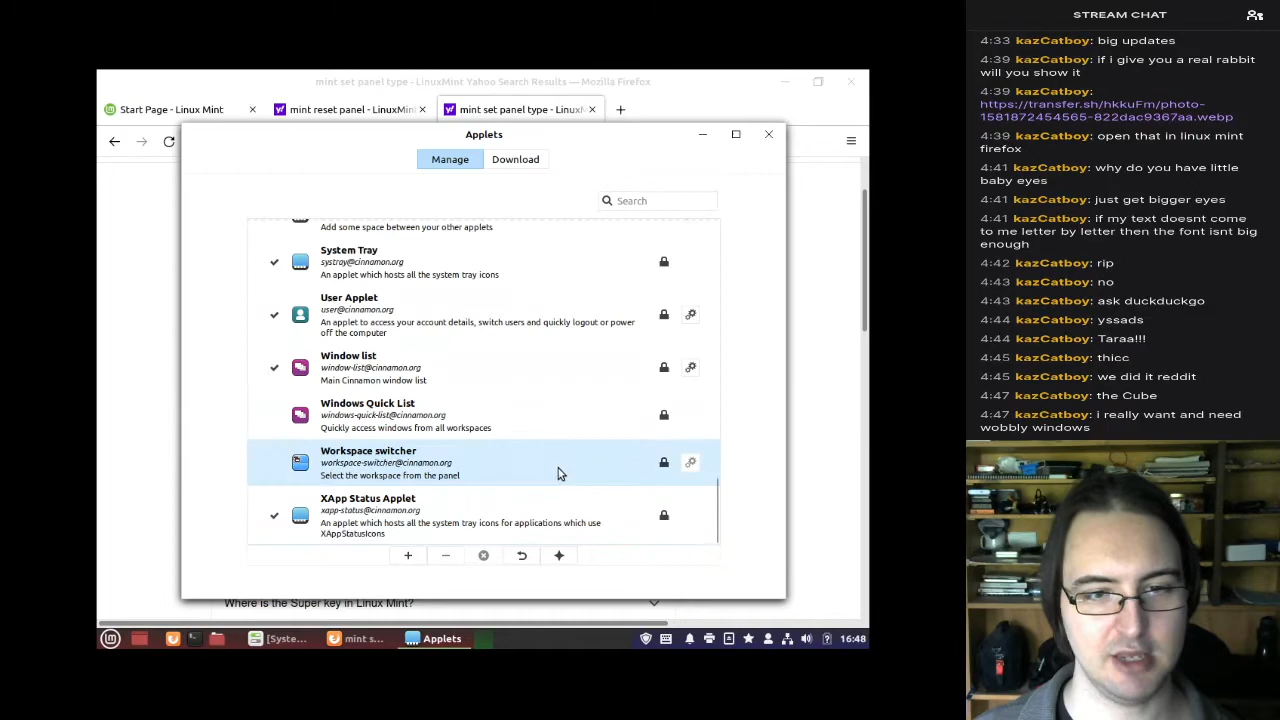 mint set panel type - LinuxMint Yahoo Search Results — Mozilla Firefox
Start Page - Linux Mint
mint reset panel - LinuxMint
mint set panel type - LinuxM
Applets
Manage
Download
Search
Add some space between your other applets
System Tray
systray@cinnamon.org
An applet which hosts all the system tray icons
User Applet
user@cinnamon.org
An applet to access your account details, switch users and quickly logout or power
off the computer
Window list
window-list@cinnamon.org
Main Cinnamon window list
Windows Quick List
windows-quick-list@cinnamon.org
Quickly access windows from all workspaces
Workspace switcher
workspace-switcher@cinnamon.org
Select the workspace from the panel
XApp Status Applet
xapp-status@cinnamon.org
An applet which hosts all the system tray icons for applications which use
XAppStatusIcons
Where is the Super key in Linux Mint?
[Syste...
mint s...
Applets
16:48
STREAM CHAT
4:33 kazCatboy: big updates
4:39 kazCatboy: if i give you a real rabbit
will you show it
4:39 kazCatboy:
https://transfer.sh/hkkuFm/photo-
1581872454565-822dac9367aa.webp
4:39 kazCatboy: open that in linux mint
firefox
4:41 kazCatboy: why do you have little
baby eyes
4:41 kazCatboy: just get bigger eyes
4:41 kazCatboy: if my text doesnt come
to me letter by letter then the font isnt big
enough
4:42 kazCatboy: rip
4:43 kazCatboy: no
4:43 kazCatboy: ask duckduckgo
4:44 kazCatboy: yssads
4:44 kazCatboy: Taraa!!!
4:45 kazCatboy: thicc
4:45 kazCatboy: we did it reddit
4:47 kazCatboy: the Cube
4:47 kazCatboy: i really want and need
wobbly windows